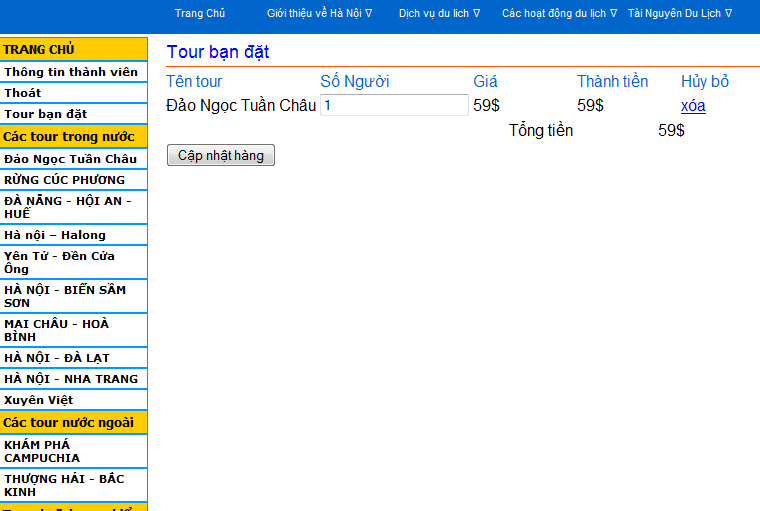 Trang Chủ Giới thiệu về Hà Nội ∇ Dịch vụ du lich ∇ Các hoạt động du lịch ∇ Tài Nguyên Du Lịch ∇
TRANG CHỦ
Thông tin thành viên
Thoát
Tour bạn đặt
Các tour trong nước
Đảo Ngọc Tuần Châu
RỪNG CÚC PHƯƠNG
ĐÀ NẴNG - HỘI AN -
HUẾ
Hà nội – Halong
Yên Tử - Đền Cửa
Ông
HÀ NỘI - BIỂN SẦM
SƠN
MAI CHÂU - HOÀ
BÌNH
HÀ NỘI - ĐÀ LẠT
HÀ NỘI - NHA TRANG
Xuyên Việt
Các tour nước ngoài
KHÁM PHÁ
CAMPUCHIA
THƯỢNG HẢI - BẮC
KINH
Tour bạn đặt
Tên tour Số Người Giá Thành tiền Hủy bỏ
Đảo Ngọc Tuần Châu 1 59$ 59$ xóa
Tổng tiền 59$
Cập nhật hàng